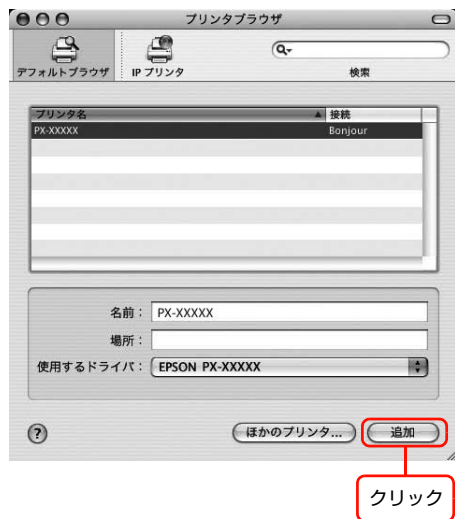 プリンタブラウザ
デフォルトブラウザ
IP プリンタ
Q
検索
プリンタ名 接続
PX-XXXXX Bonjour
名前： PX-XXXXX
場所：
使用するドライバ： EPSON PX-XXXXX
? ほかのプリンタ... 追加
クリック